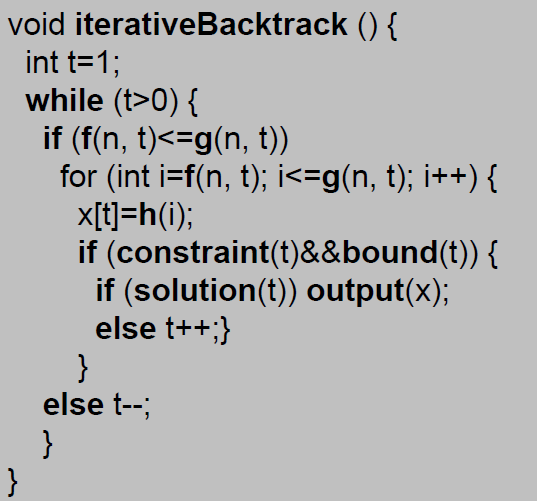 void iterativeBacktrack () {
int t=1;
while (t>0) {
if (f(n, t)<=g(n, t))
for (int i=f(n, t); i<=g(n, t); i++) {
x[t]=h(i);
if (constraint(t)&&bound(t)) {
if (solution(t)) output(x);
else t++;}
}
else t--;
}
}